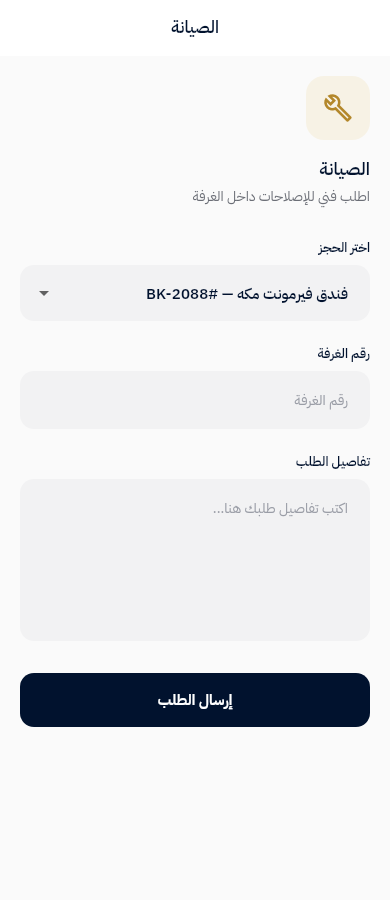 الصيانة
الصيانة
اطلب فني للإصلاحات داخل الغرفة
اختر الحجز
فندق فيرمونت مكه — #BK-2088
رقم الغرفة
رقم الغرفة
تفاصيل الطلب
اكتب تفاصيل طلبك هنا...
إرسال الطلب